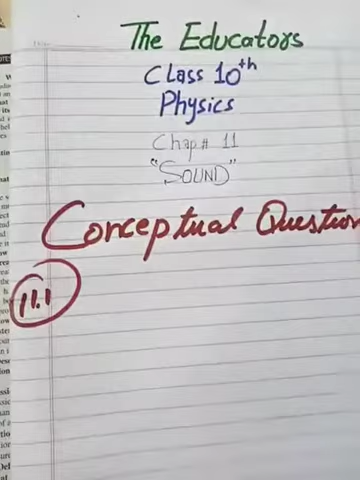 The Educators
Class 10th
Physics
Chap # 11
"SOUND"
Conceptual Question
11.1